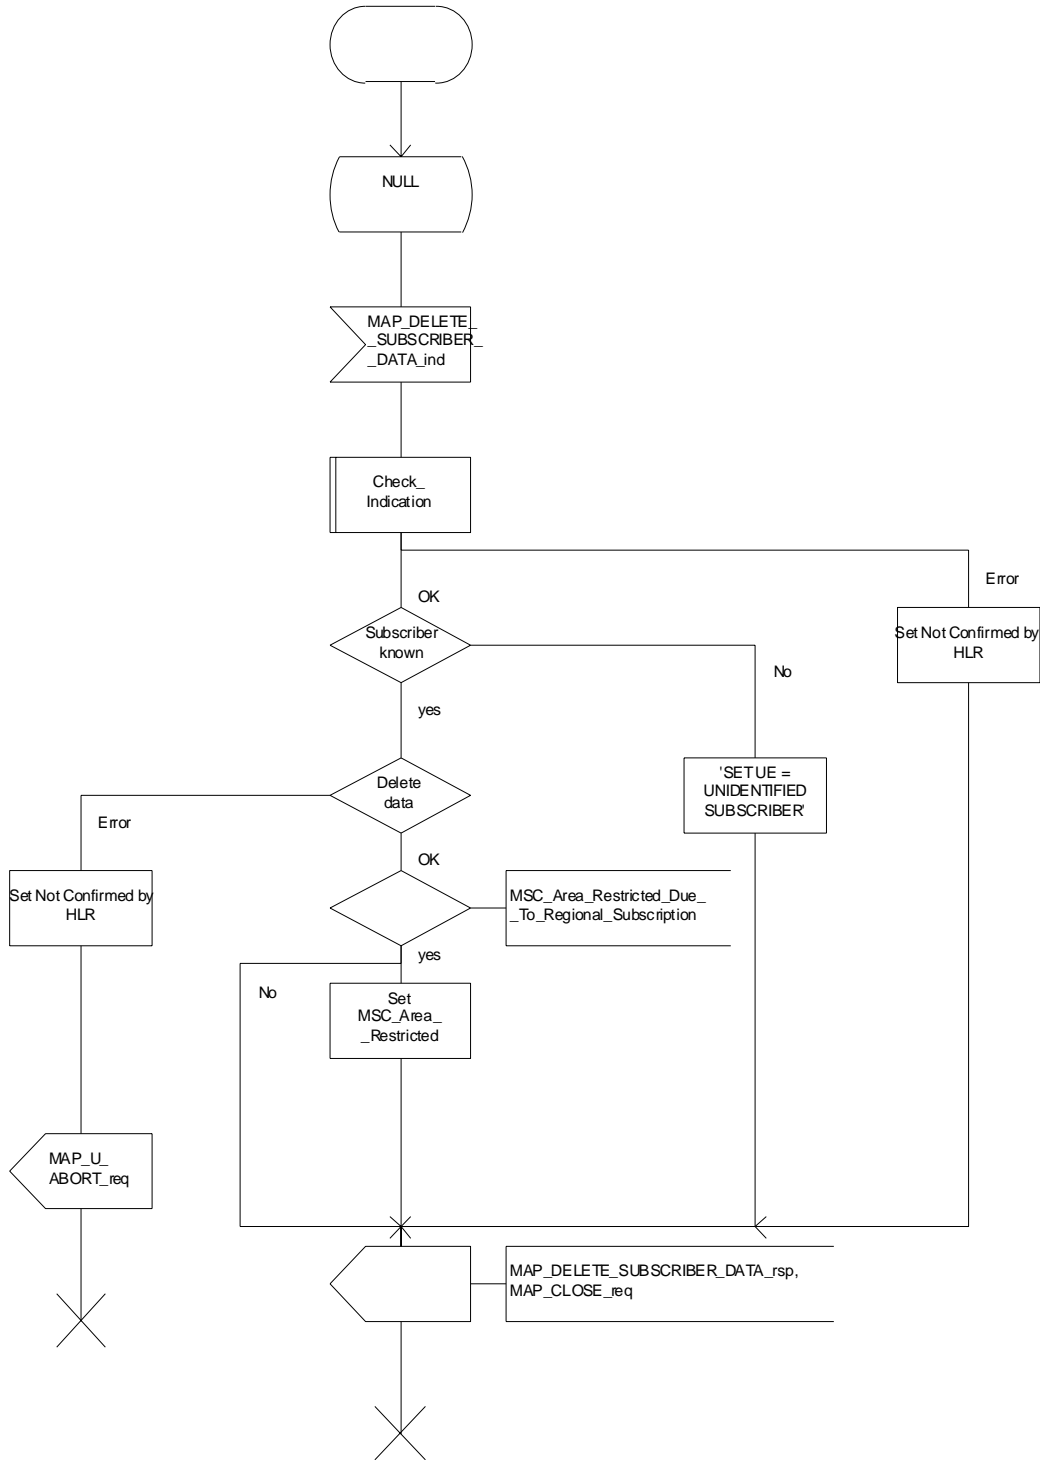 NULL
MAP_DELETE_
_SUBSCRIBER_
_DATA_ind
Check_
Indication
Error
OK
Set Not Confirmed by
HLR
Subscriber
known
No
yes
'SET UE =
UNIDENTIFIED
SUBSCRIBER'
Delete
data
Error
OK
Set Not Confirmed by
HLR
MSC_Area_Restricted_Due_
_To_Regional_Subscription
yes
No
Set
MSC_Area_
_Restricted
MAP_U_
ABORT_req
MAP_DELETE_SUBSCRIBER_DATA_rsp,
MAP_CLOSE_req